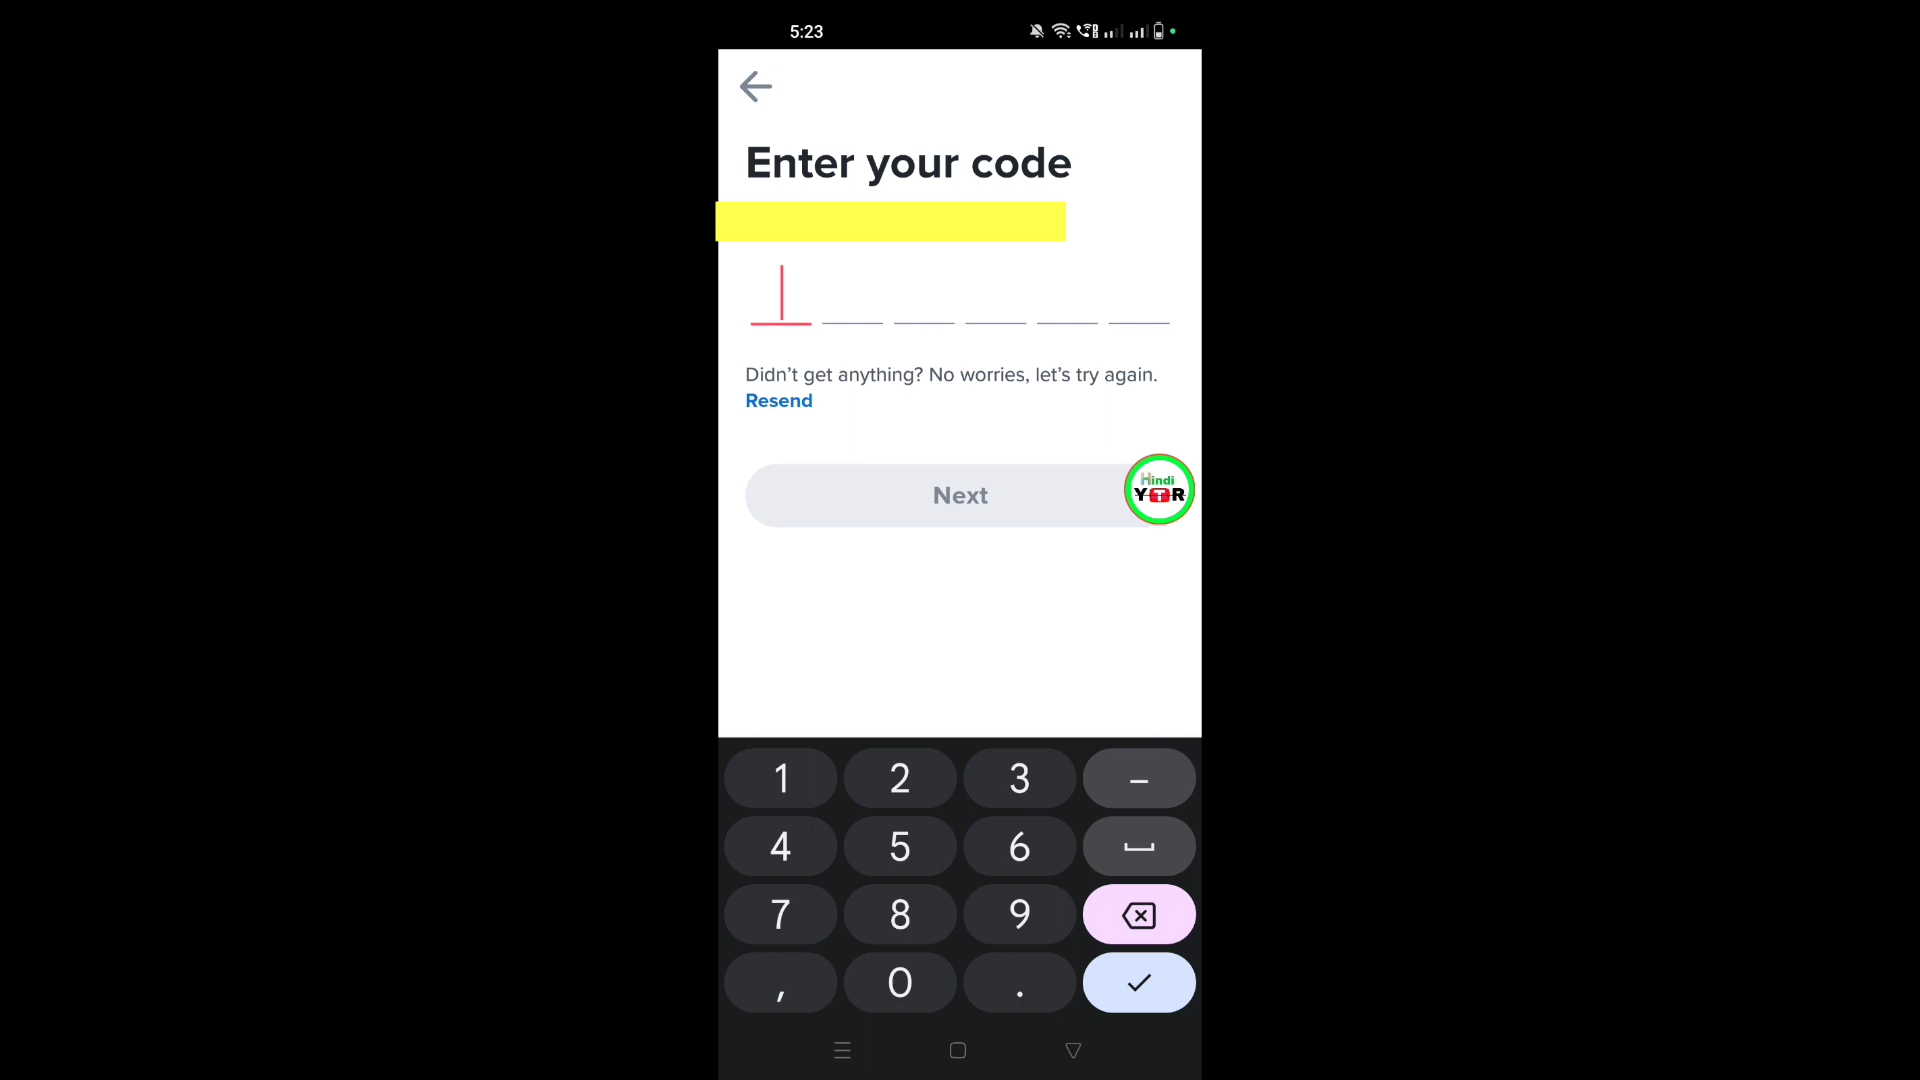 5:23
Enter your code
Didn’t get anything? No worries, let’s try again.
Resend
Next
Hindi
YTR
1 2 3 –
4 5 6
7 8 9
, 0 .